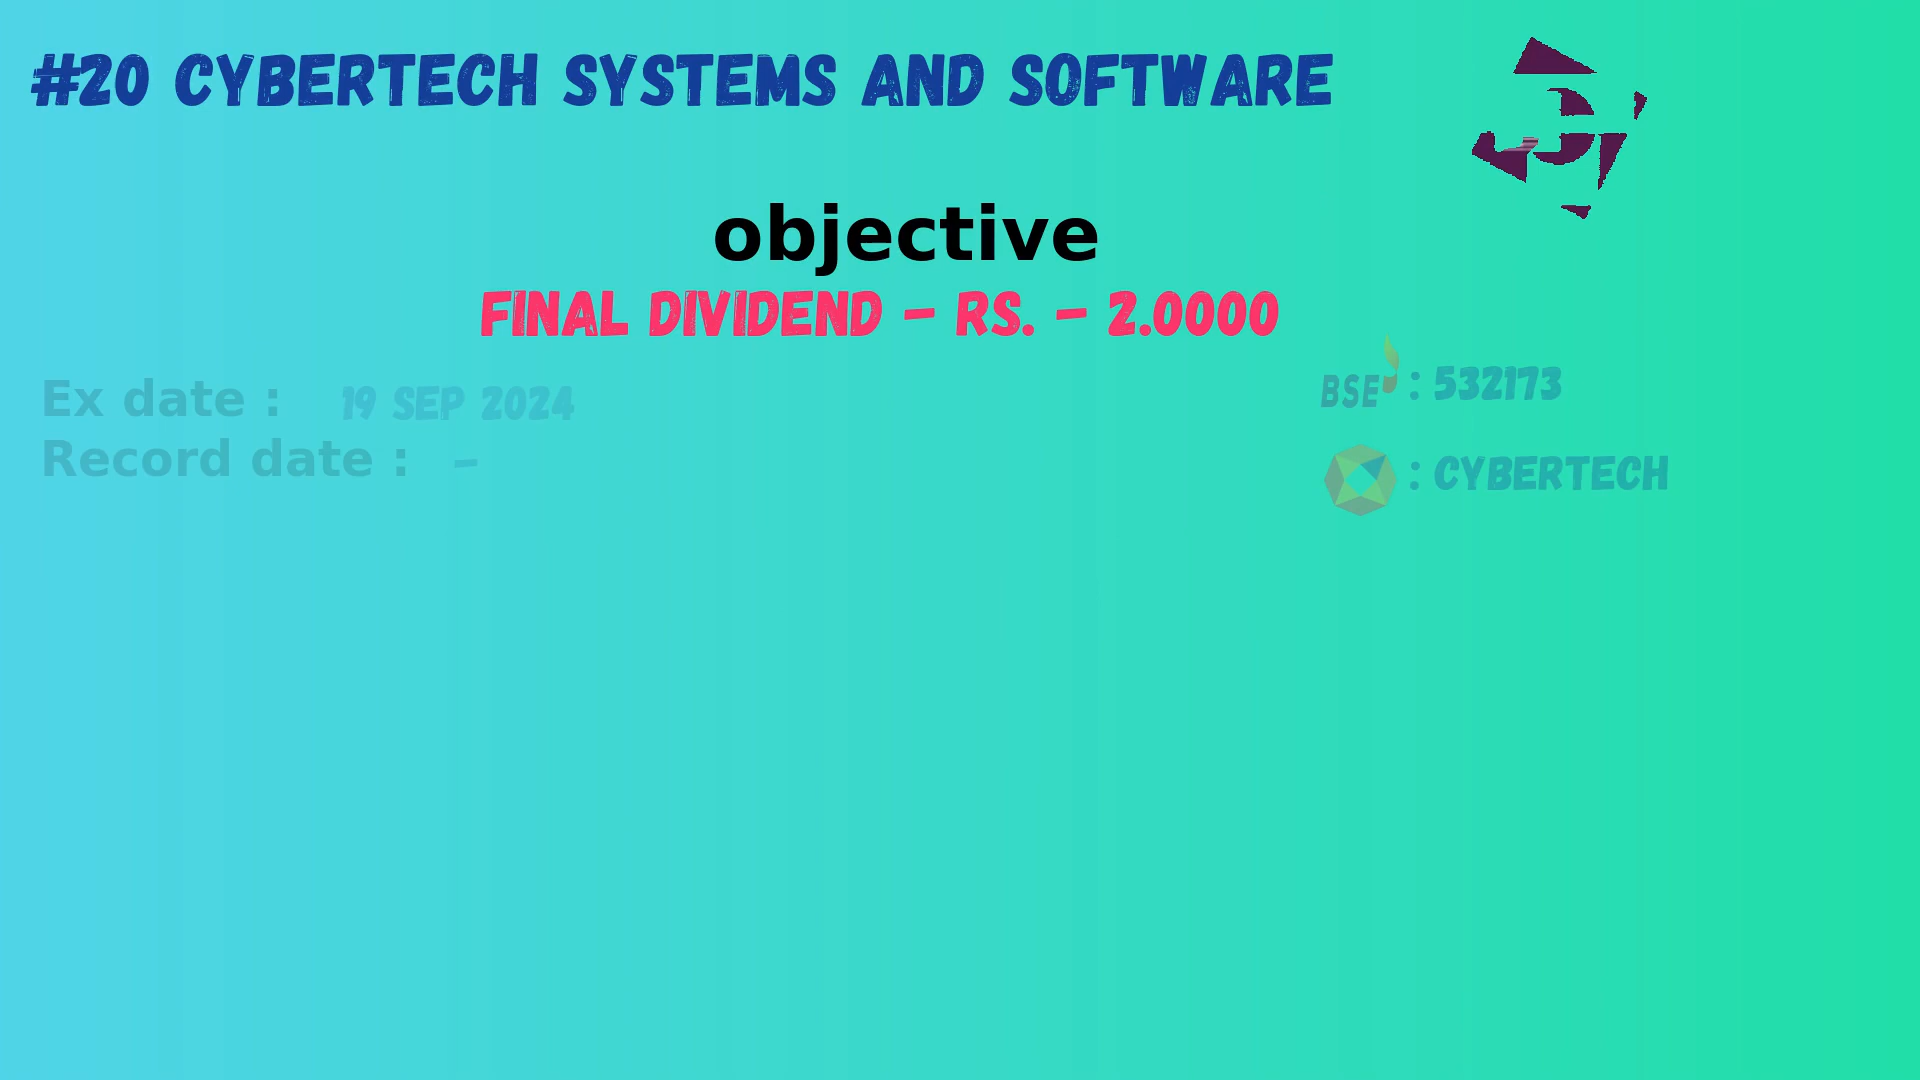 #20 CYBERTECH SYSTEMS AND SOFTWARE
objective
FINAL DIVIDEND - RS. - 2.0000
Ex date : 19 SEP 2024
Record date : -
BSE : 532173
: CYBERTECH